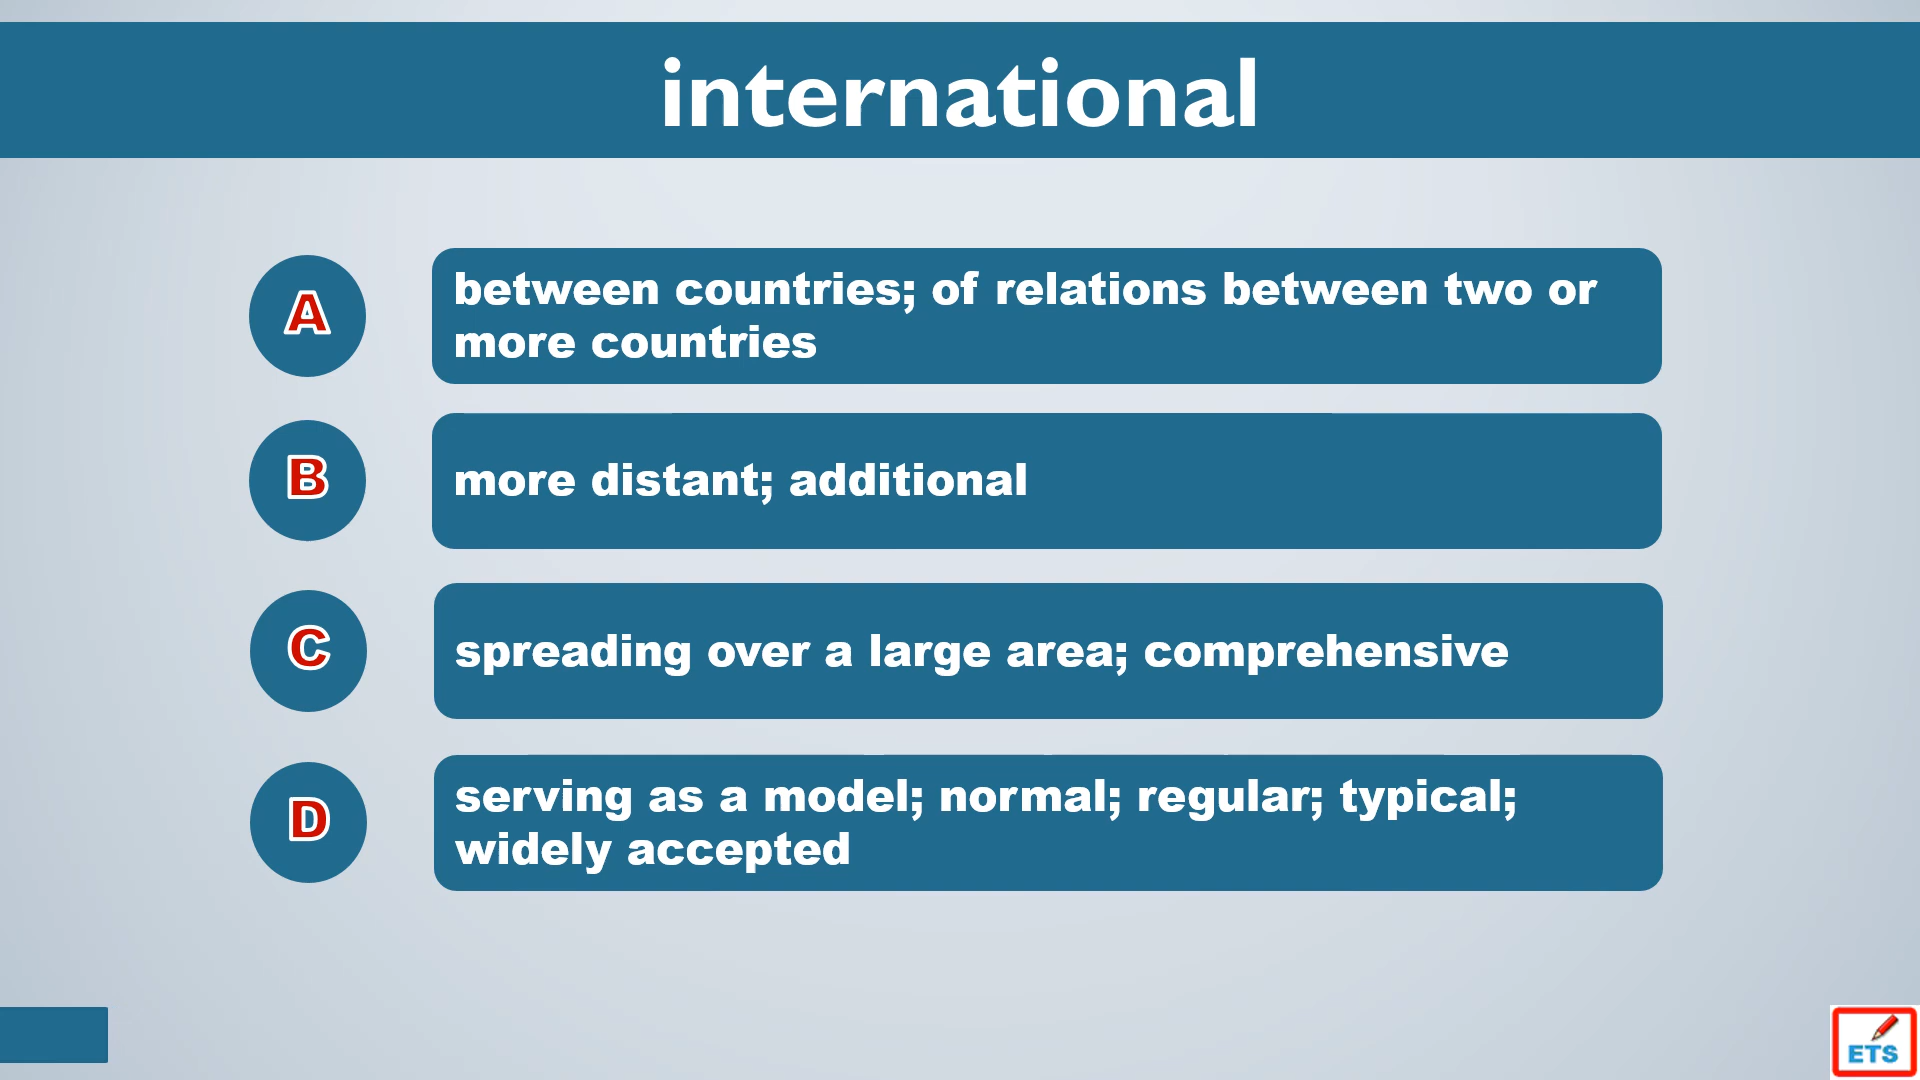 international
A
between countries; of relations between two or
more countries
B
more distant; additional
C
spreading over a large area; comprehensive
D
serving as a model; normal; regular; typical;
widely accepted
ETS